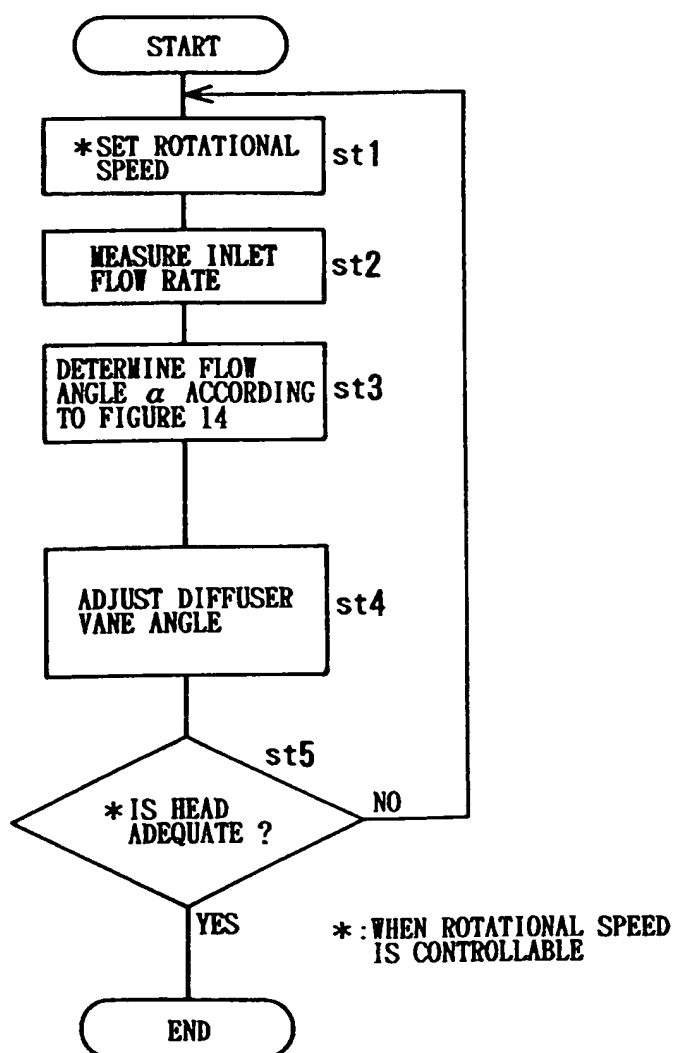 START
*SET ROTATIONAL
SPEED
st1
MEASURE INLET
FLOW RATE
st2
DETERMINE FLOW
ANGLE α ACCORDING
TO FIGURE 14
st3
ADJUST DIFFUSER
VANE ANGLE
st4
st5
*IS HEAD
ADEQUATE ?
NO
YES
*:WHEN ROTATIONAL SPEED
IS CONTROLLABLE
END